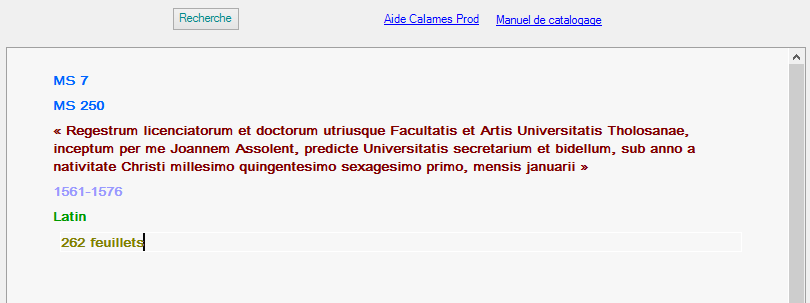 Recherche
Aide Calames Prod
Manuel de catalogage
MS 7
MS 250
« Regestrum licenciatorum et doctorum utriusque Facultatis et Artis Universitatis Tholosanae,
inceptum per me Joannem Assolent, predicte Universitatis secretarium et bidellum, sub anno a
nativitate Christi millesimo quingentesimo sexagesimo primo, mensis januarii »
1561-1576
Latin
262 feuillets